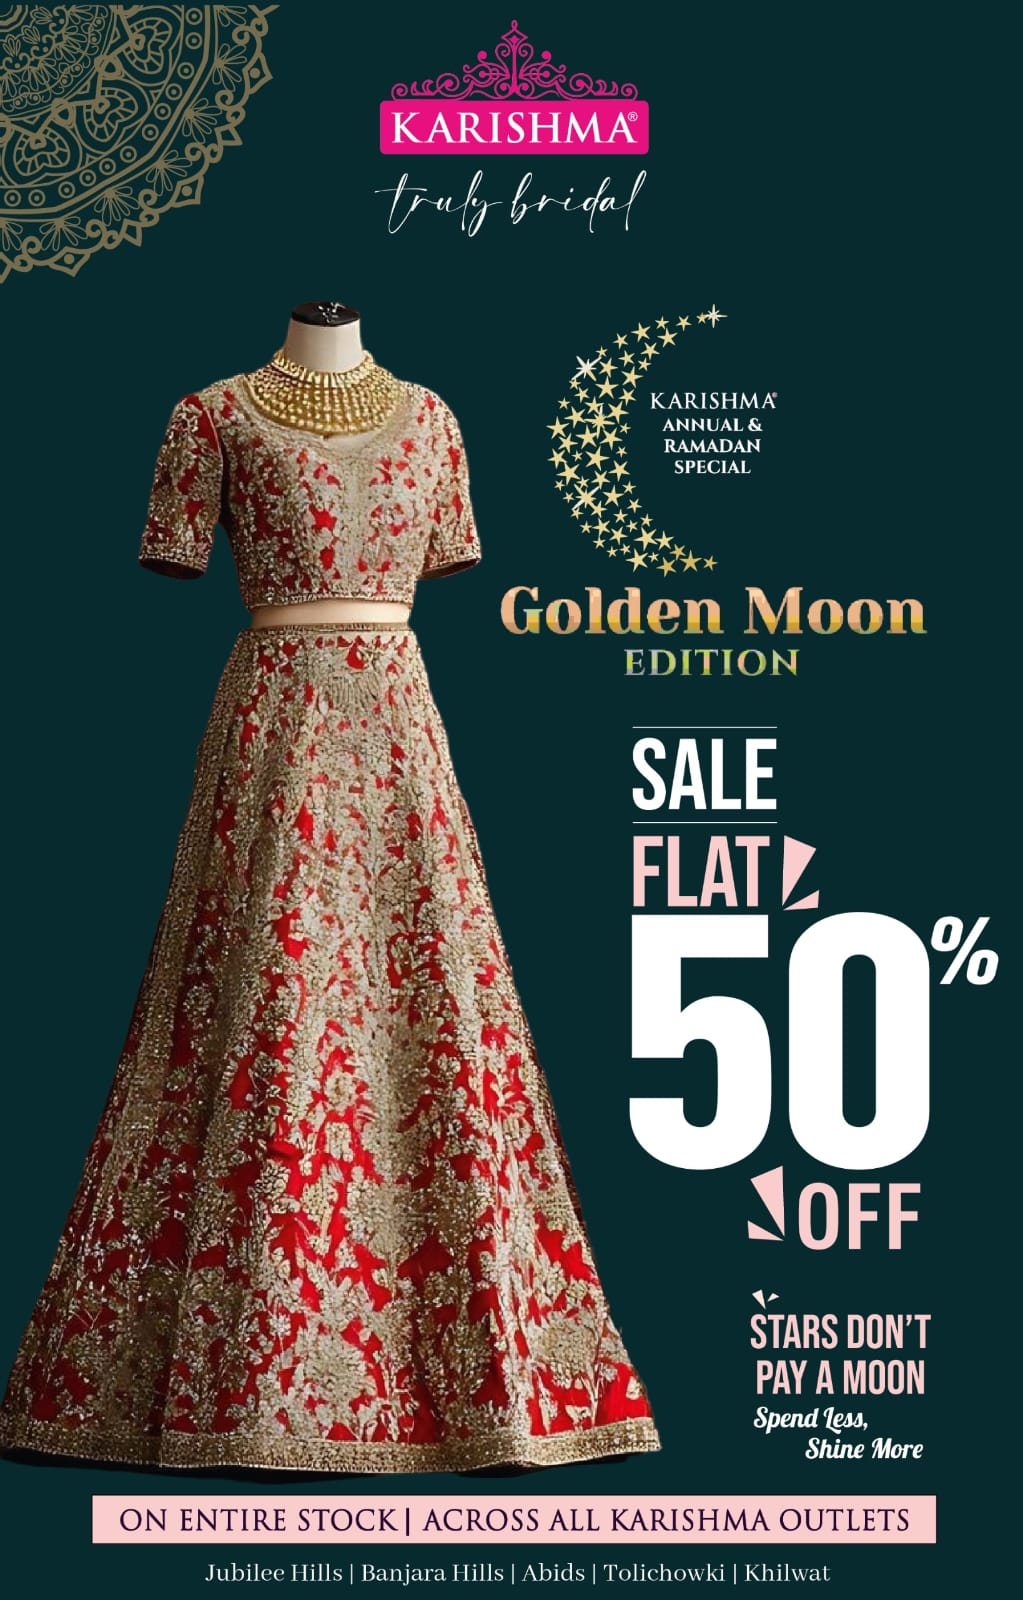 KARISHMA®
truly bridal
KARISHMA®
ANNUAL &
RAMADAN
SPECIAL
Golden Moon
EDITION
SALE
FLAT
50%
OFF
STARS DON'T
PAY A MOON
Spend Less,
Shine More
ON ENTIRE STOCK | ACROSS ALL KARISHMA OUTLETS
Jubilee Hills | Banjara Hills | Abids | Tolichowki | Khilwat